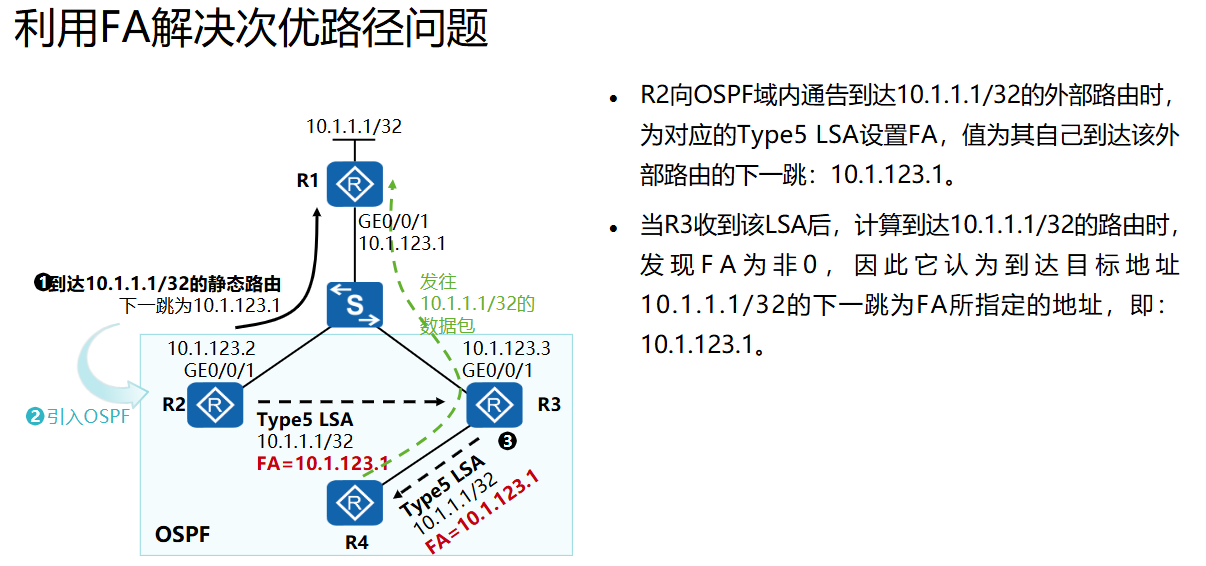 利用FA解决次优路径问题
10.1.1.1/32
R1
GE0/0/1
10.1.123.1
❶到达10.1.1.1/32的静态路由
下一跳为10.1.123.1
S
发往
10.1.1.1/32的
数据包
10.1.123.2
GE0/0/1
10.1.123.3
GE0/0/1
❷引入OSPF
R2
R3
Type5 LSA
10.1.1.1/32
FA=10.1.123.1
❸
Type5 LSA
10.1.1.1/32
FA=10.1.123.1
OSPF
R4
R
R
R
R
• R2向OSPF域内通告到达10.1.1.1/32的外部路由时，
为对应的Type5 LSA设置FA，值为其自己到达该外
部路由的下一跳：10.1.123.1。
• 当R3收到该LSA后，计算到达10.1.1.1/32的路由时，
发现FA为非0，因此它认为到达目标地址
10.1.1.1/32的下一跳为FA所指定的地址，即：
10.1.123.1。